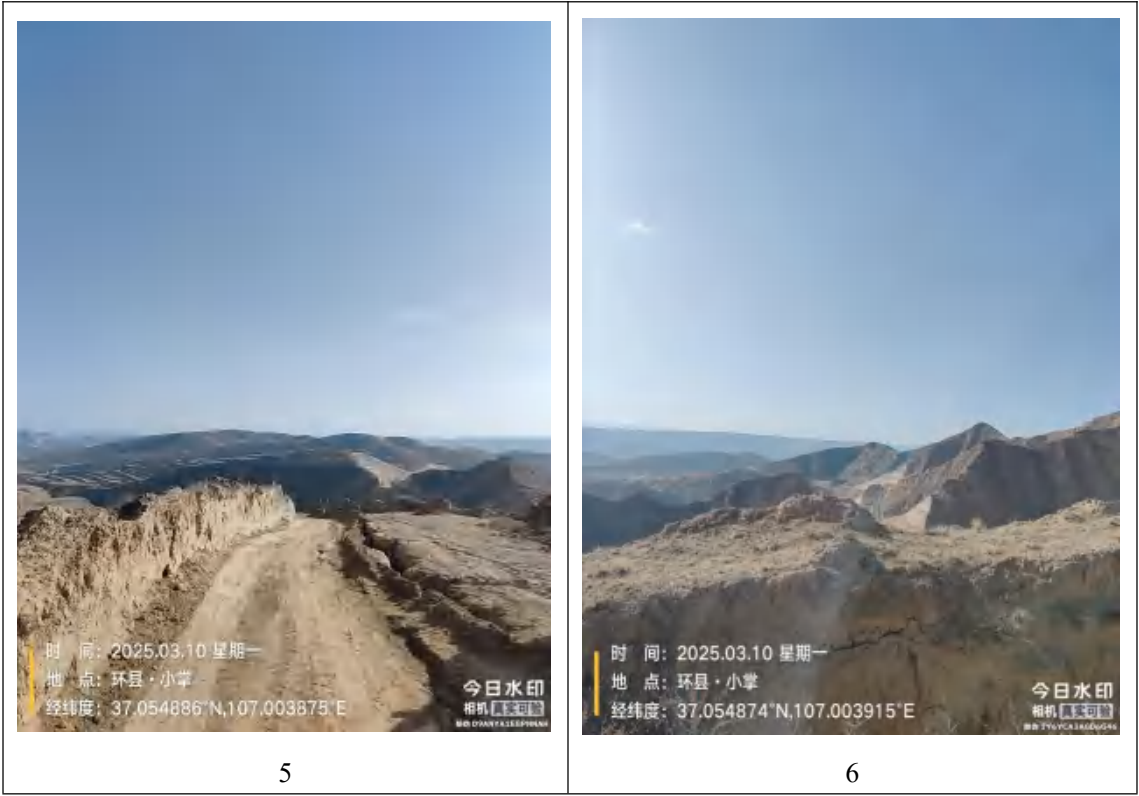 时 间: 2025.03.10 星期一
地 点: 环县·小掌
经纬度: 37.054886°N,107.003875°E
今日水印
相机 真实可验
5
时 间: 2025.03.10 星期一
地 点: 环县·小掌
经纬度: 37.054874°N,107.003915°E
今日水印
相机 真实可验
6